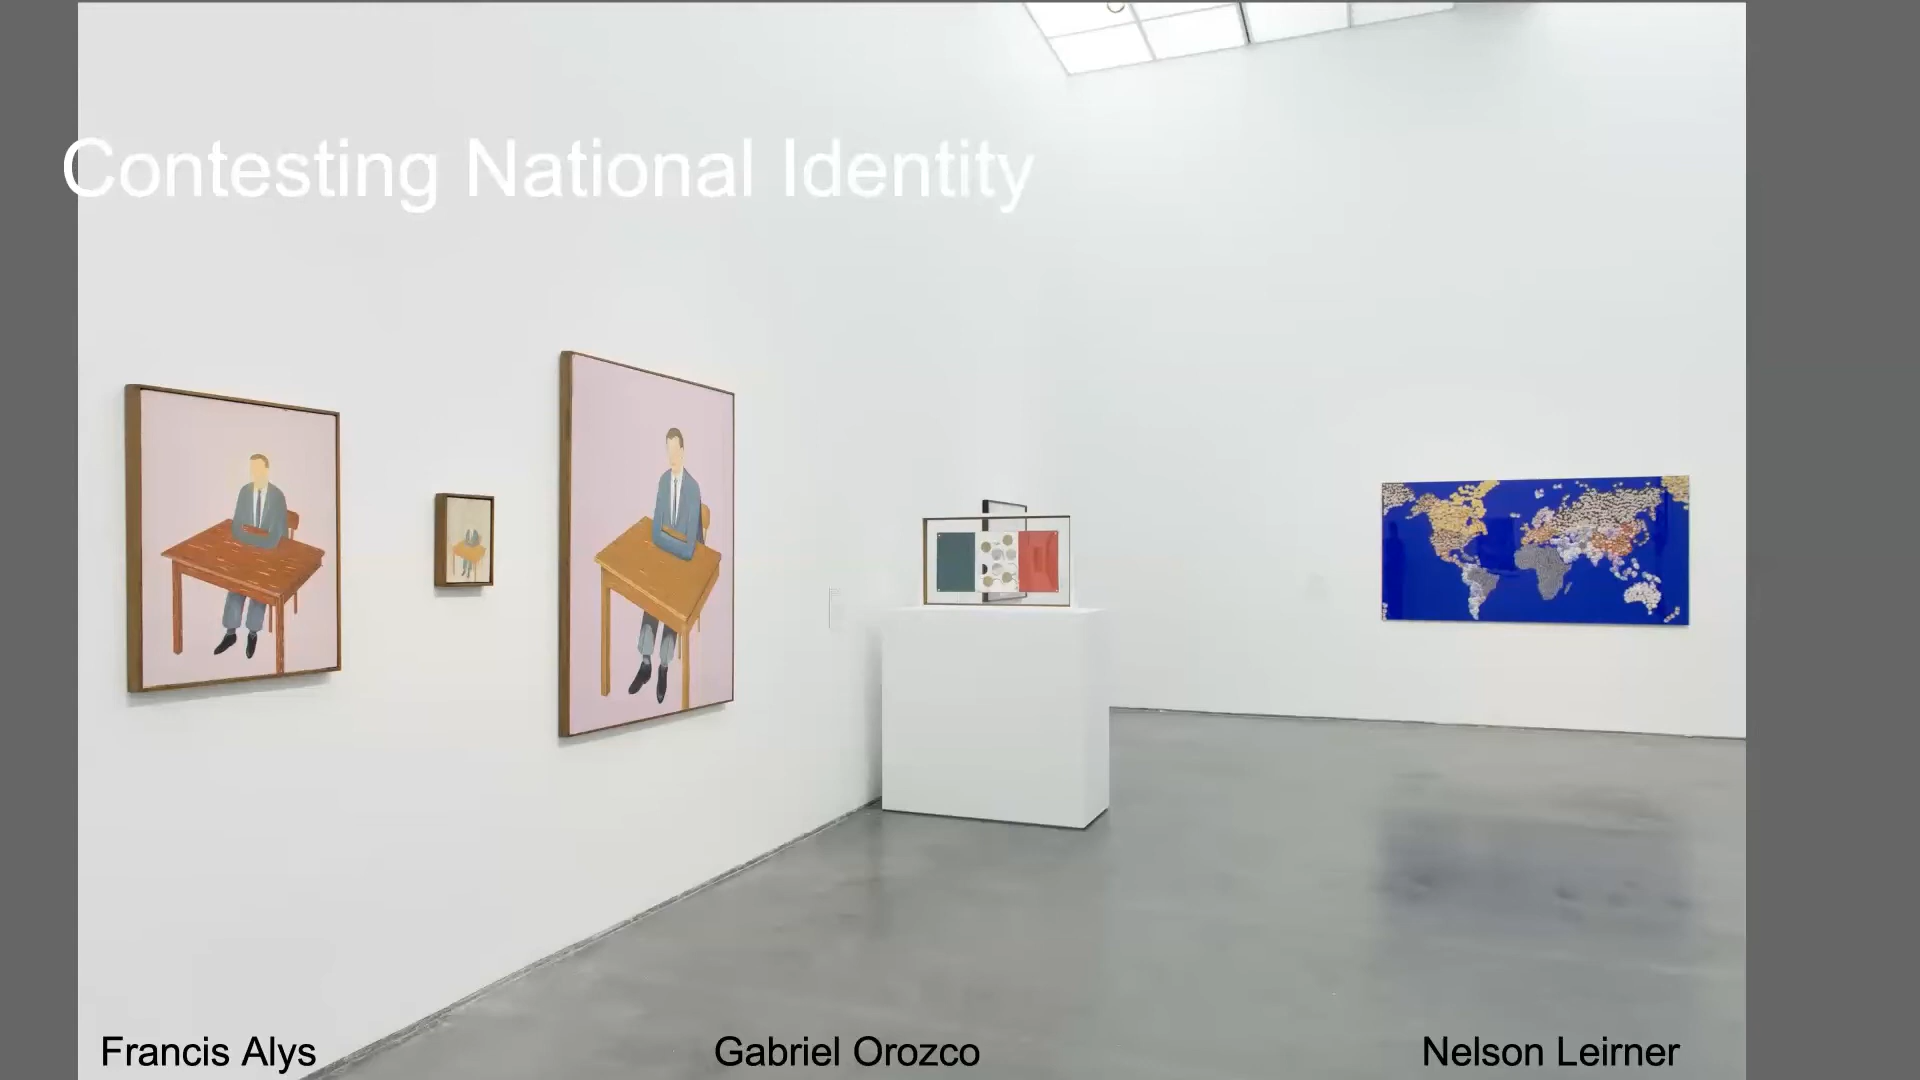 Contesting National Identity
Francis Alys
Gabriel Orozco
Nelson Leirner